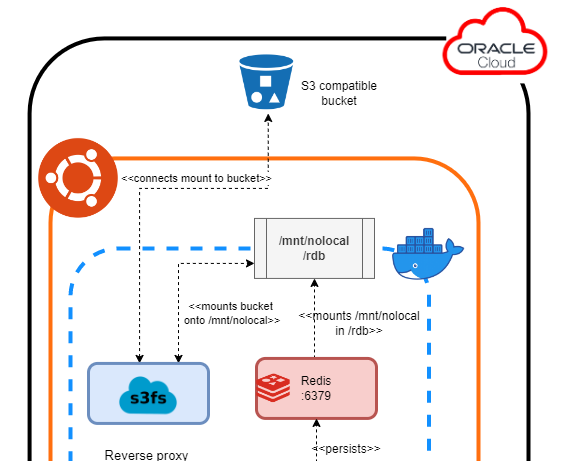 ORACLE
Cloud
S3 compatible
bucket
<<connects mount to bucket>>
/mnt/nolocal
/rdb
<<mounts bucket
onto /mnt/nolocal>>
<<mounts /mnt/nolocal
in /rdb>>
s3fs
Redis
:6379
Reverse proxy
<<persists>>